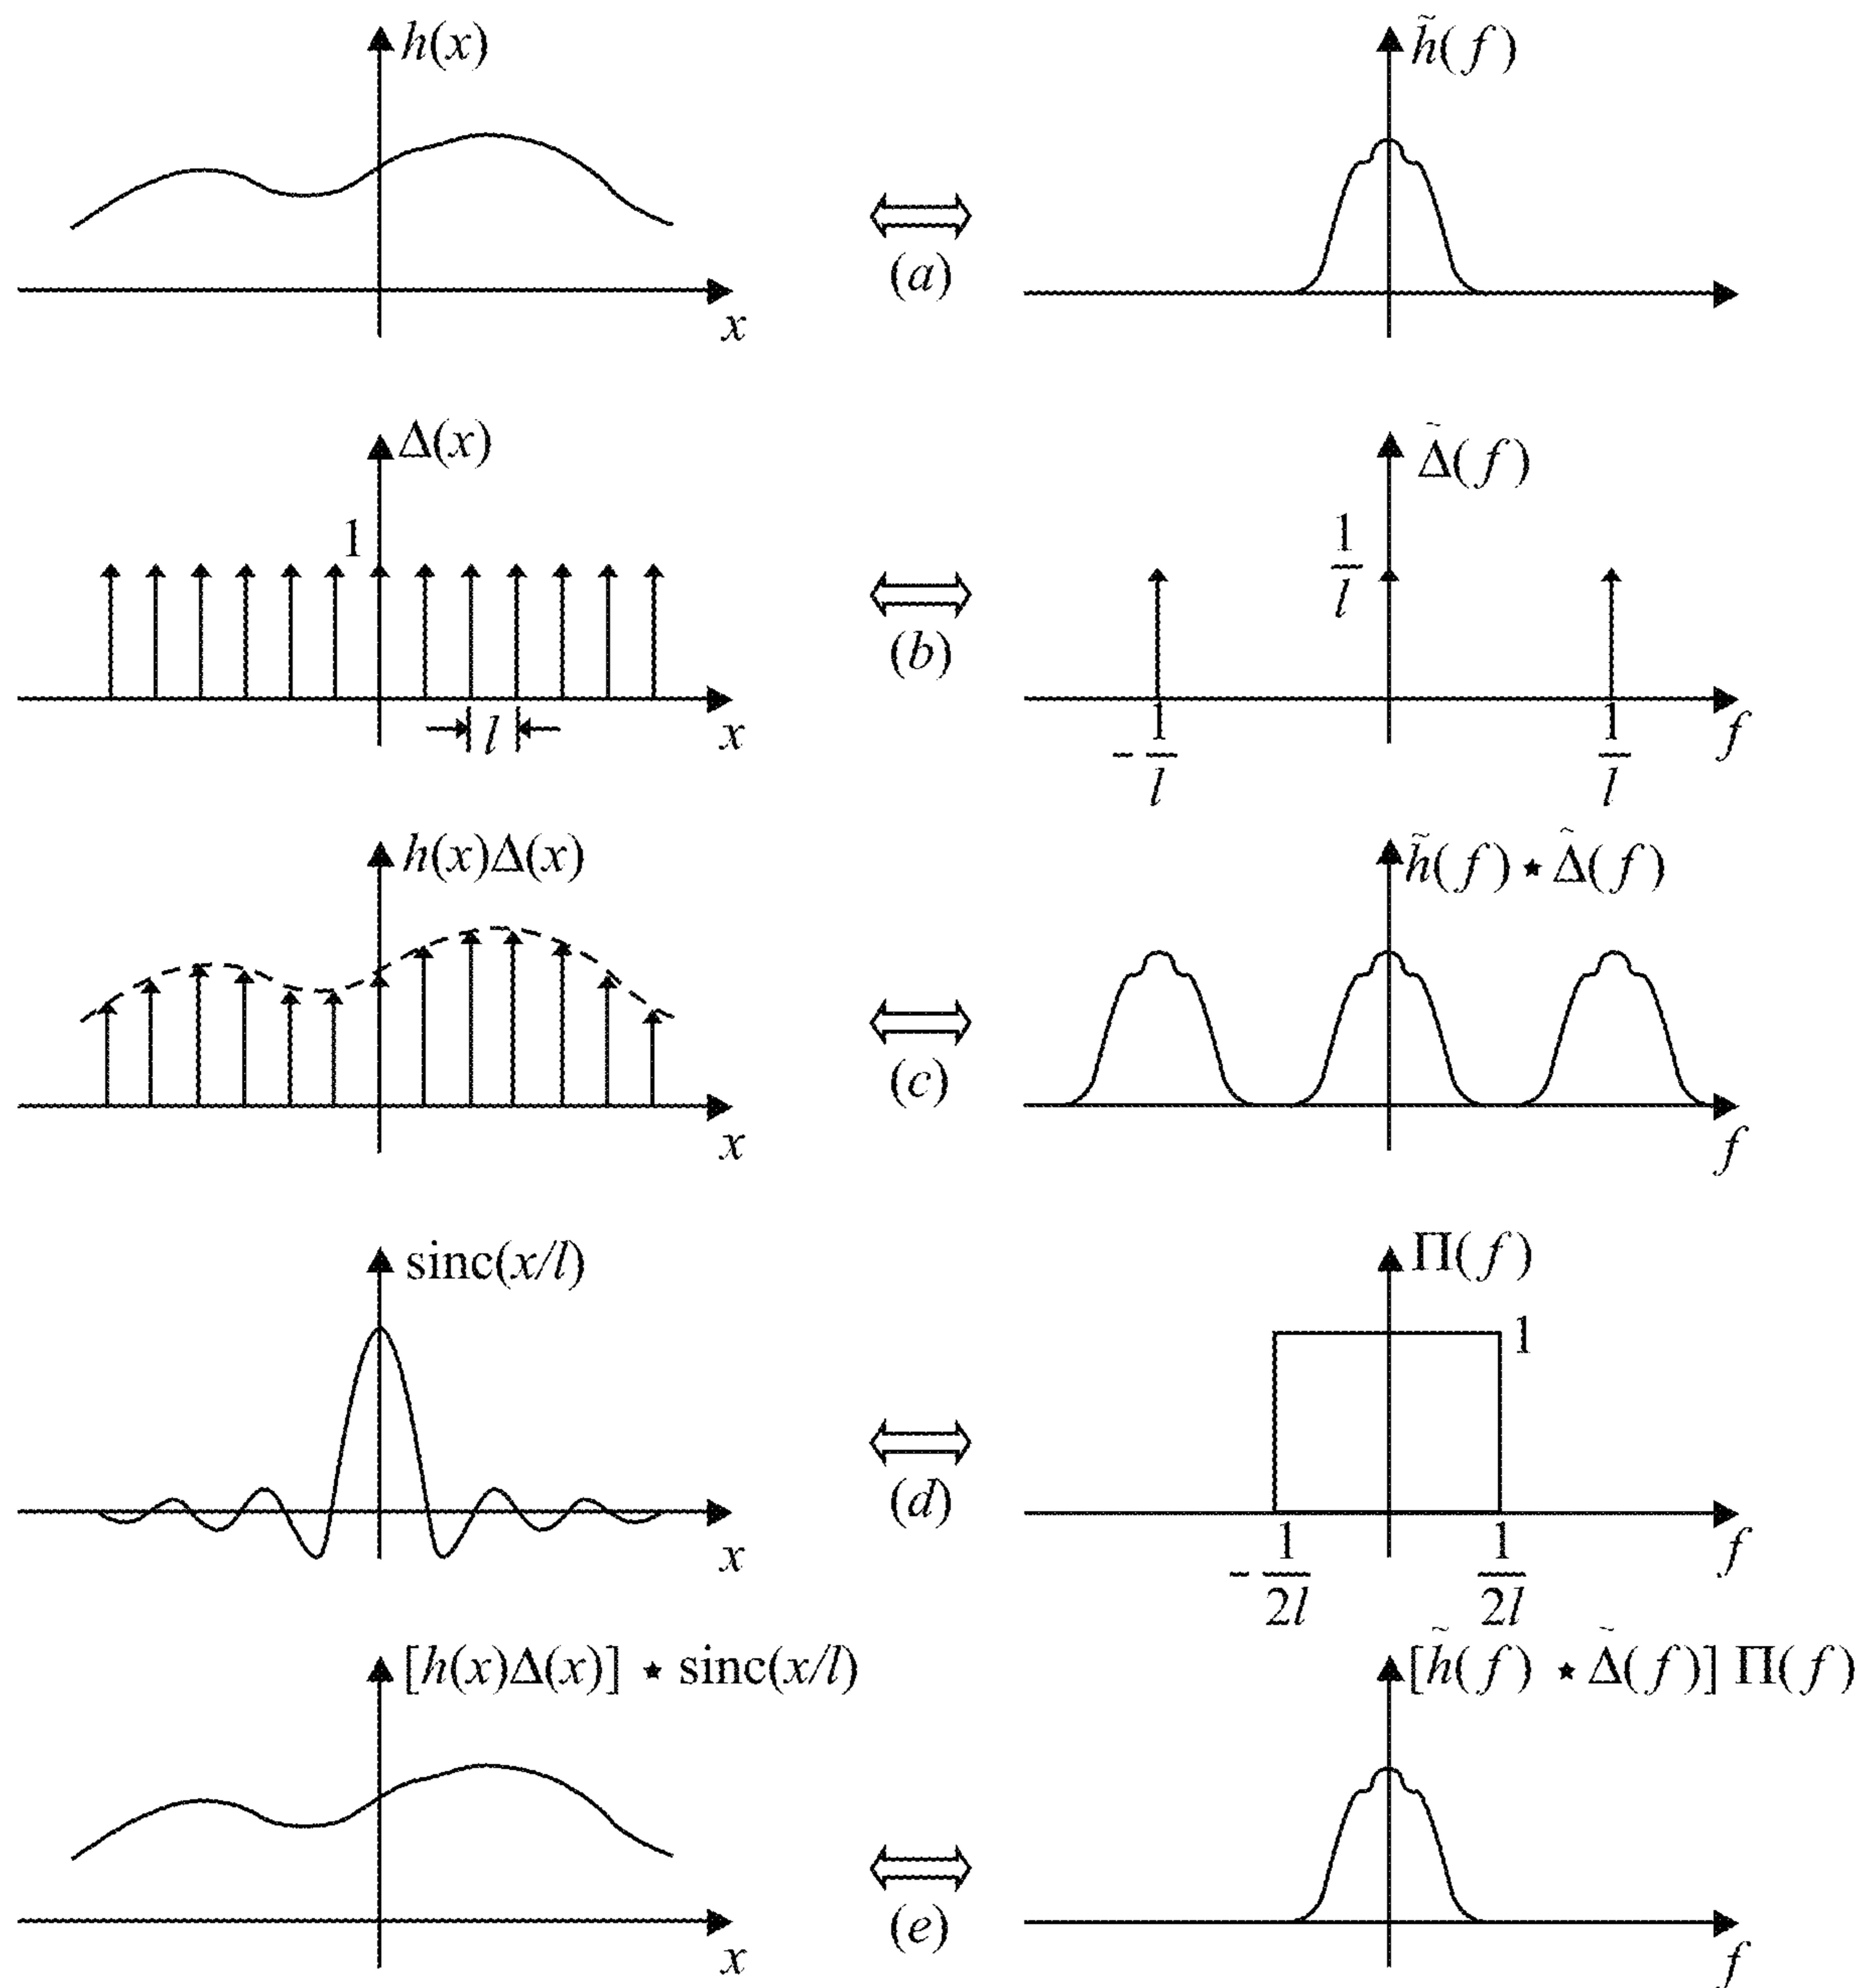 h(x)
h̃(f)
(a)
x
Δ(x)
Δ̃(f)
1
1/l
(b)
l
x
-1/l
1/l
f
h(x)Δ(x)
h̃(f) ⋆ Δ̃(f)
(c)
x
f
sinc(x/l)
Π(f)
1
(d)
x
-1/2l
1/2l
f
[h(x)Δ(x)] ⋆ sinc(x/l)
[h̃(f) ⋆ Δ̃(f)] Π(f)
(e)
x
f